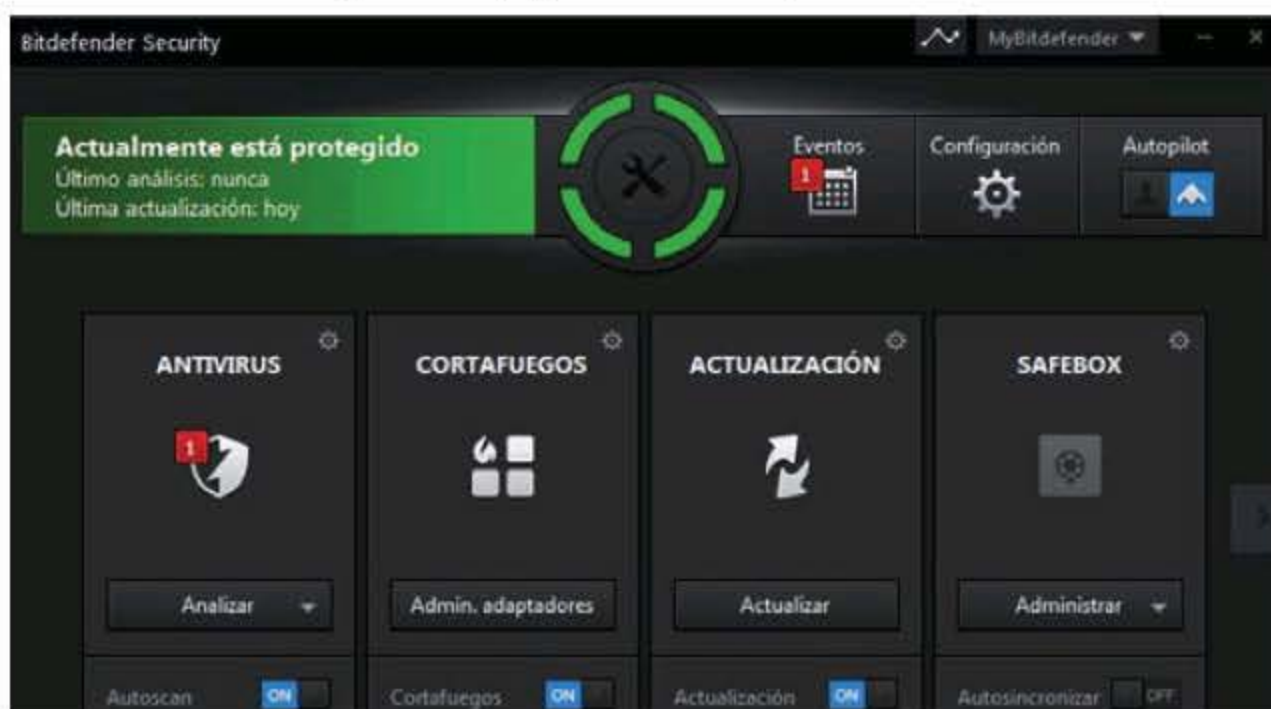 Bitdefender Security
MyBitdefender
Actualmente está protegido
Último análisis: nunca
Última actualización: hoy
Eventos
1
Configuración
Autopilot
ANTIVIRUS
1
Analizar
Autoscan ON
CORTAFUEGOS
Admin. adaptadores
Cortafuegos ON
ACTUALIZACIÓN
Actualizar
Actualización ON
SAFEBOX
Administrar
Autosincronizar OFF